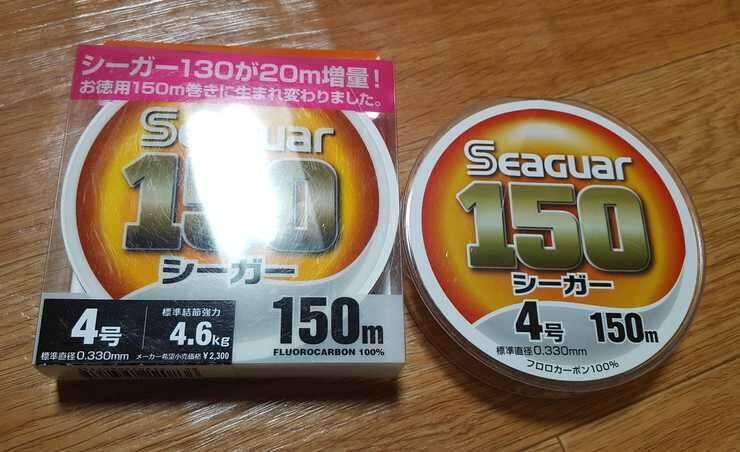 シーガー130が20m増量!
お徳用150m巻きに生まれ変わりました。
Seaguar
150
シーガー
4号
標準直径0.330mm
標準結節強力
4.6kg
メーカー希望小売価格 ¥2,300
150m
FLUOROCARBON 100%
Seaguar
150
シーガー
4号 150m
標準直径0.330mm
フロロカーボン100%